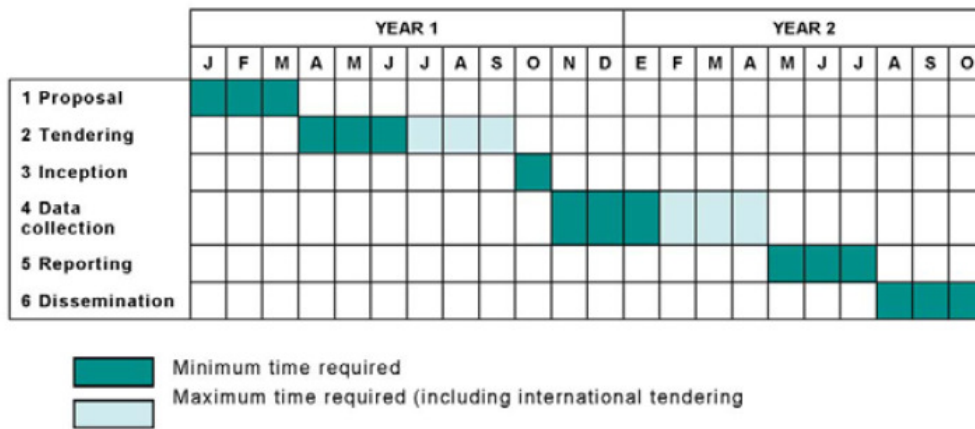 YEAR 1 YEAR 2
J F M A M J J A S O N D E F M A M J J A S O
1 Proposal
2 Tendering
3 Inception
4 Data
collection
5 Reporting
6 Dissemination
Minimum time required
Maximum time required (including international tendering